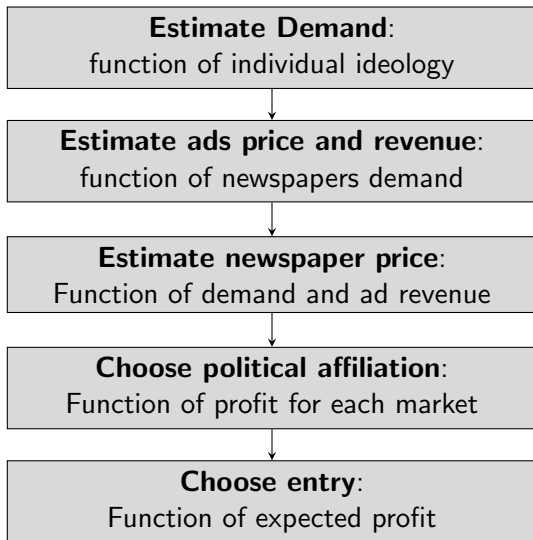 Estimate Demand:
function of individual ideology
Estimate ads price and revenue:
function of newspapers demand
Estimate newspaper price:
Function of demand and ad revenue
Choose political affiliation:
Function of profit for each market
Choose entry:
Function of expected profit